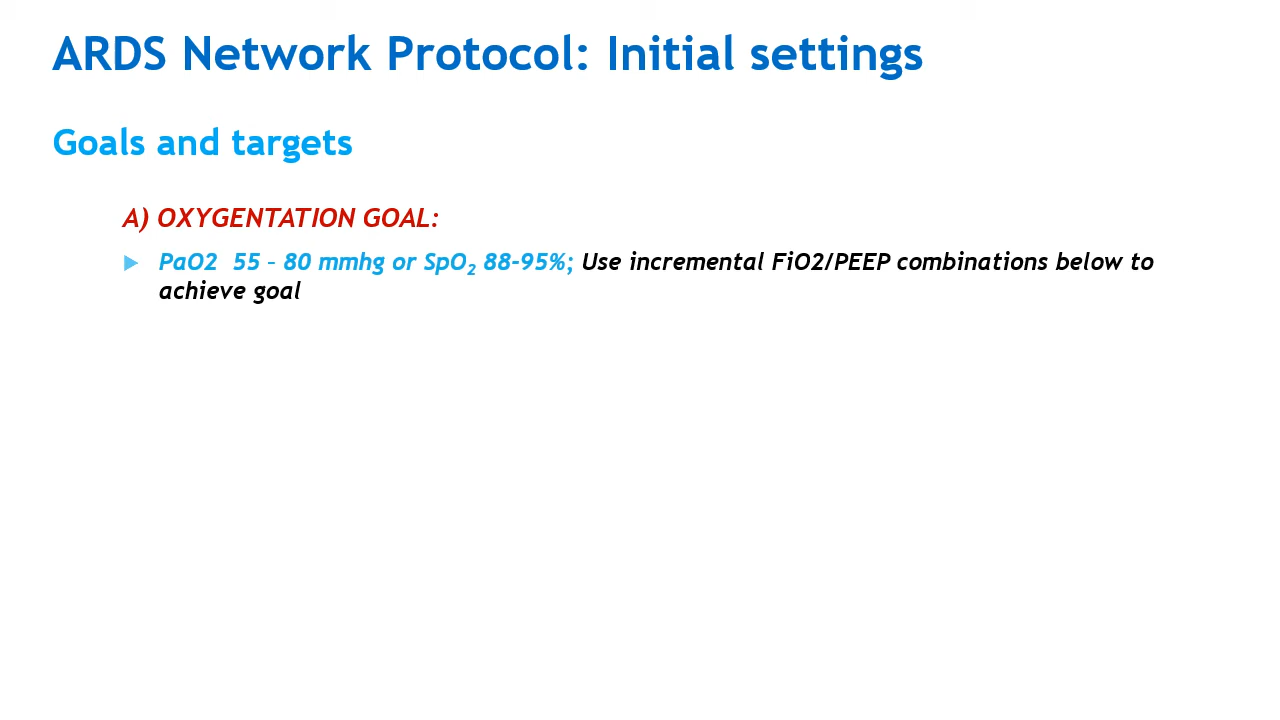 ARDS Network Protocol: Initial settings
Goals and targets
A) OXYGENTATION GOAL:
PaO2  55 – 80 mmhg or SpO2 88-95%; Use incremental FiO2/PEEP combinations below to
achieve goal